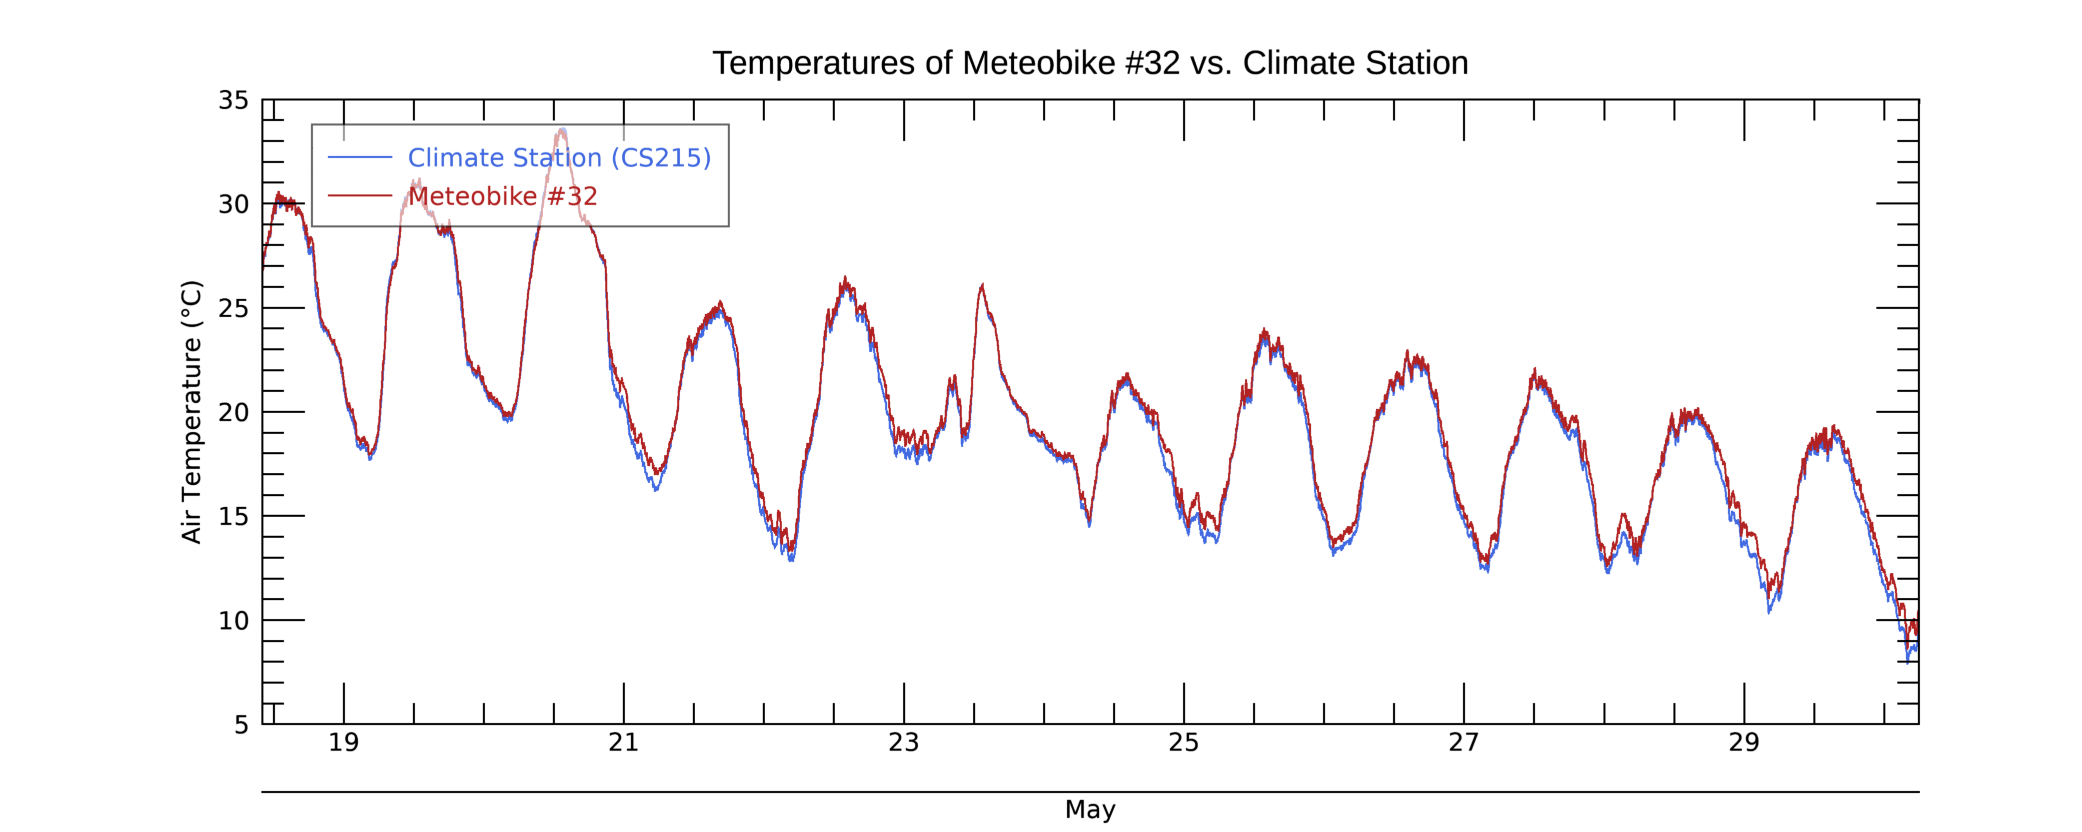 Temperatures of Meteobike #32 vs. Climate Station
35
30
25
20
15
10
5
Air Temperature (°C)
Climate Station (CS215)
Meteobike #32
19 21 23 25 27 29
May